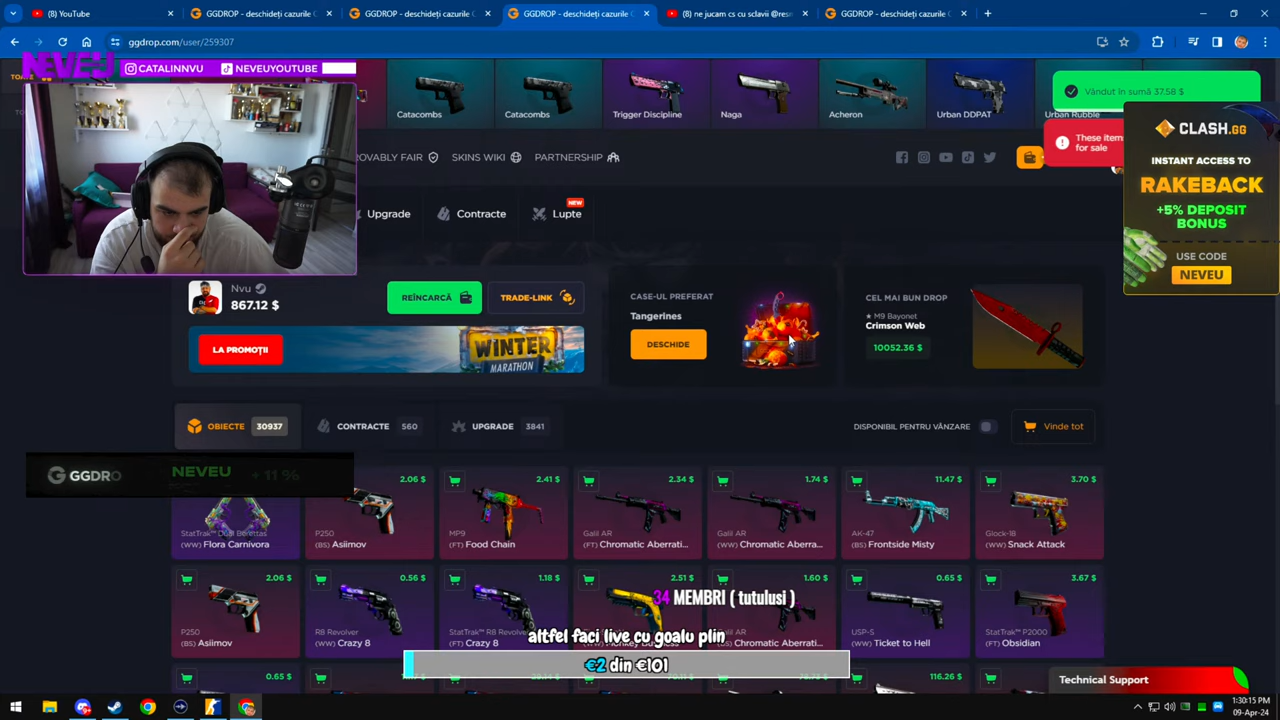 (8) YouTube
GGDROP - deschideți cazurile
GGDROP - deschideți cazurile
GGDROP - deschideți cazurile
(8) ne jucam cs cu sclavii @resm
GGDROP - deschideți cazurile
ggdrop.com/user/259307
NEVEU
CATALINNVU
NEVEUYOUTUBE
Catacombs
Catacombs
Trigger Discipline
Naga
Acheron
Urban DDPAT
Urban Rubble
Vândut în sumă 37.58 $
These item
for sale
ROVABLY FAIR
SKINS WIKI
PARTNERSHIP
CLASH.GG
INSTANT ACCESS TO
RAKEBACK
+5% DEPOSIT
BONUS
USE CODE
NEVEU
Upgrade
Contracte
NEW
Lupte
Nvu
867.12 $
REÎNCARCĂ
TRADE-LINK
LA PROMOȚII
WINTER
MARATHON
CASE-UL PREFERAT
Tangerines
DESCHIDE
CEL MAI BUN DROP
★ M9 Bayonet
Crimson Web
10052.36 $
OBIECTE 30937
CONTRACTE 560
UPGRADE 3841
DISPONIBIL PENTRU VÂNZARE
Vinde tot
GGDRO
NEVEU
+ 11 %
StatTrak™ Dual Berettas
(WW) Flora Carnivora
2.06 $
P250
(BS) Asiimov
2.41 $
MP9
(FT) Food Chain
2.34 $
Galil AR
(FT) Chromatic Aberrati...
1.74 $
Galil AR
(WW) Chromatic Aberra...
11.47 $
AK-47
(BS) Frontside Misty
3.70 $
Glock-18
(WW) Snack Attack
2.06 $
P250
(BS) Asiimov
0.56 $
R8 Revolver
(FT) Crazy 8
1.18 $
StatTrak™ R8 Revolver
(FT) Crazy 8
2.51 $
1.60 $
(BS) Chromatic Aberra...
0.65 $
USP-S
(WW) Ticket to Hell
3.67 $
StatTrak™ P2000
(FT) Obsidian
34 MEMBRI ( tutulusi )
altfel faci live cu goalu plin
€2 din €101
0.65 $
116.26 $
Technical Support
1:30:15 PM
09-Apr-24